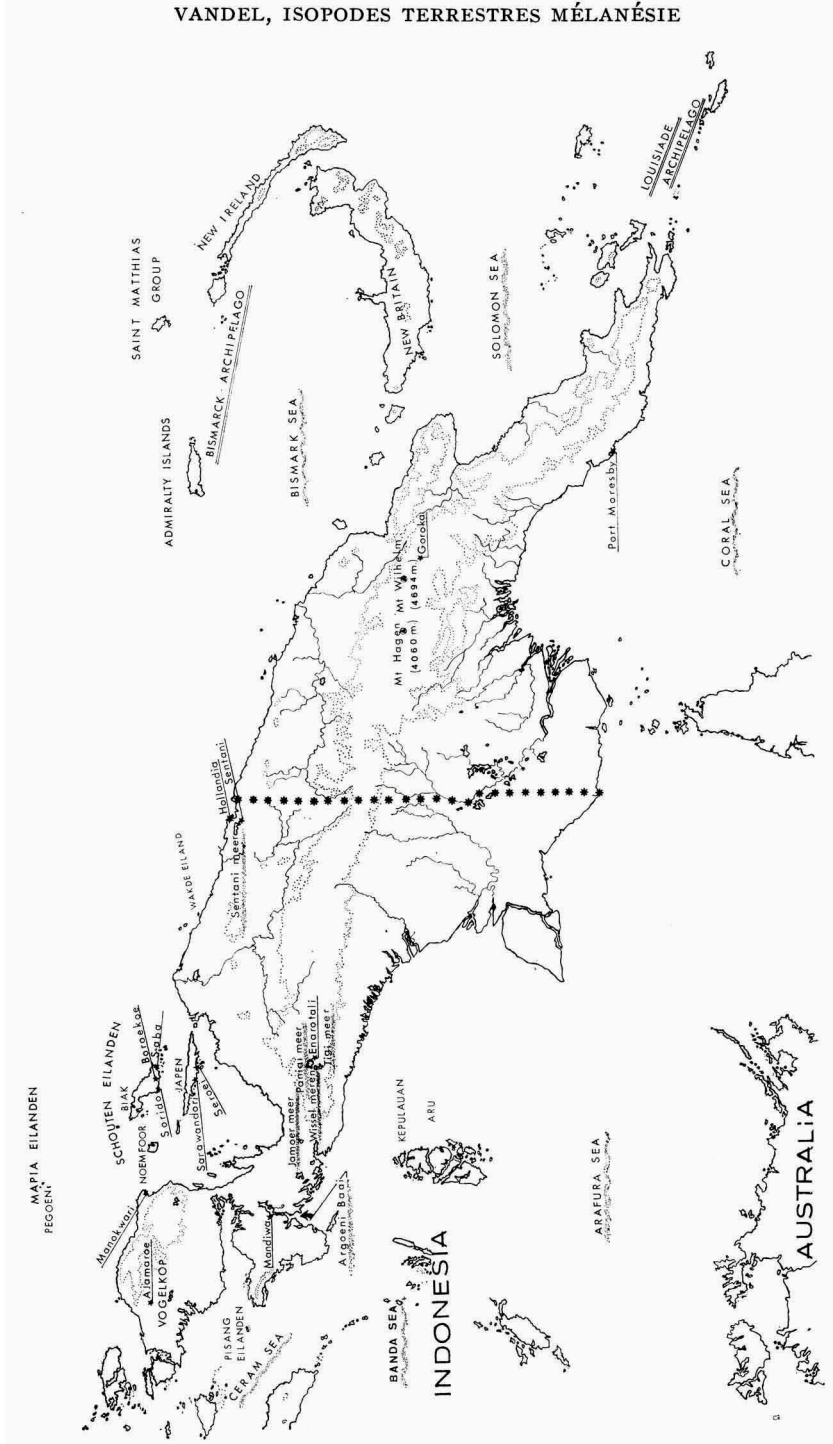 VANDEL, ISOPODES TERRESTRES MÉLANÉSIE
MAPIA EILANDEN
PEGOENI
SCHOUTEN EILANDEN
BIAK
NOEMFOOR
Sorido
Boroekoe
Saba
JAPEN
Sarawandori
Seroei
Manokwari
Ajamaroe
VOGELKOP
PISANG
EILANDEN
CERAM SEA
Mandiwa
Argoeni Baai
Jamoer meer
Paniai meer
Wissel meren
Enarotali
Tigi meer
WAKDE EILAND
Hollandia
Sentani
Sentani meer
ADMIRALTY ISLANDS
SAINT MATTHIAS
GROUP
NEW IRELAND
BISMARCK ARCHIPELAGO
BISMARK SEA
NEW BRITAIN
SOLOMON SEA
LOUISIADE
ARCHIPELAGO
Mt Hagen
(4060 m)
Mt Wilhelm
(4694 m)
Goroka
Port Moresby
CORAL SEA
KEPULAUAN
ARU
ARAFURA SEA
BANDA SEA
INDONESIA
AUSTRALiA